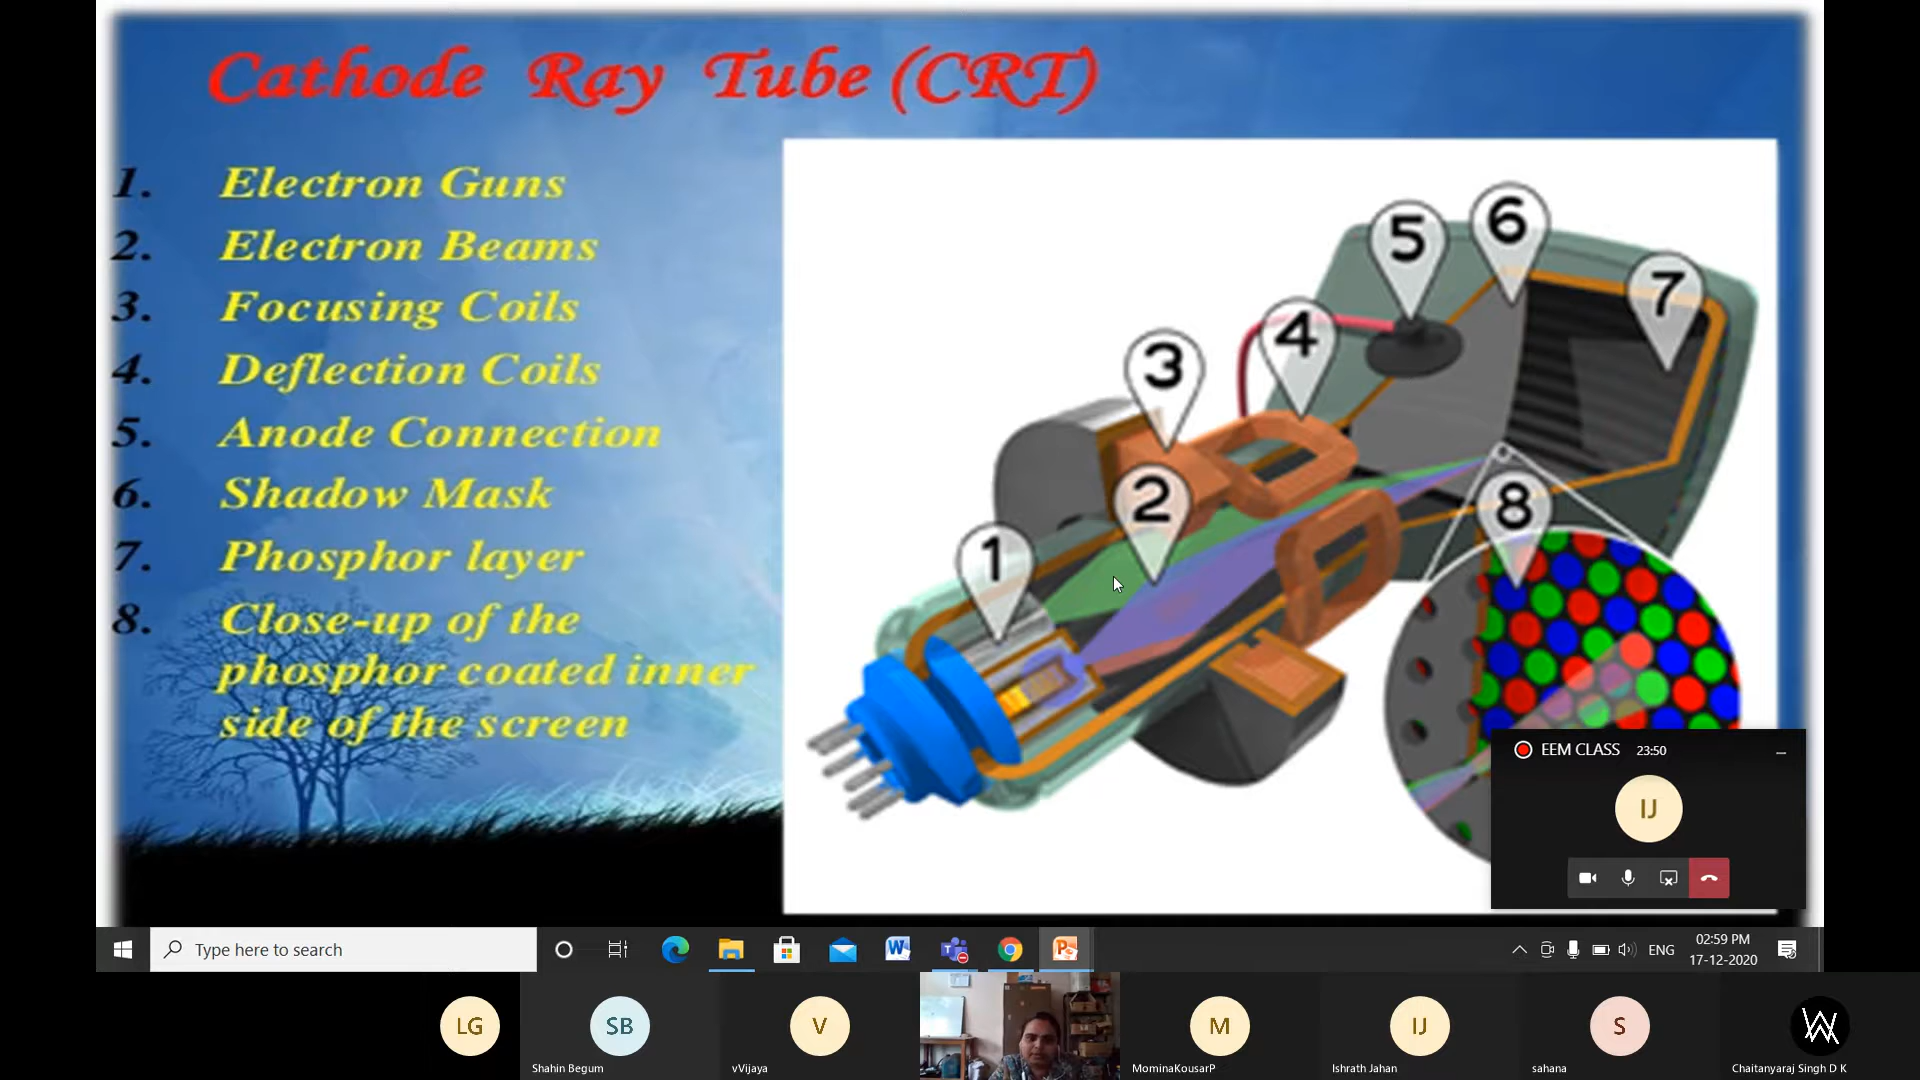 Cathode Ray Tube (CRT)
1. Electron Guns
2. Electron Beams
3. Focusing Coils
4. Deflection Coils
5. Anode Connection
6. Shadow Mask
7. Phosphor layer
8. Close-up of the
phosphor coated inner
side of the screen
1
2
3
4
5
6
7
8
EEM CLASS 23:50
IJ
Type here to search
ENG
02:59 PM
17-12-2020
LG
SB
V
M
IJ
S
Shahin Begum
vVijaya
MominaKousarP
Ishrath Jahan
sahana
Chaitanyaraj Singh D K